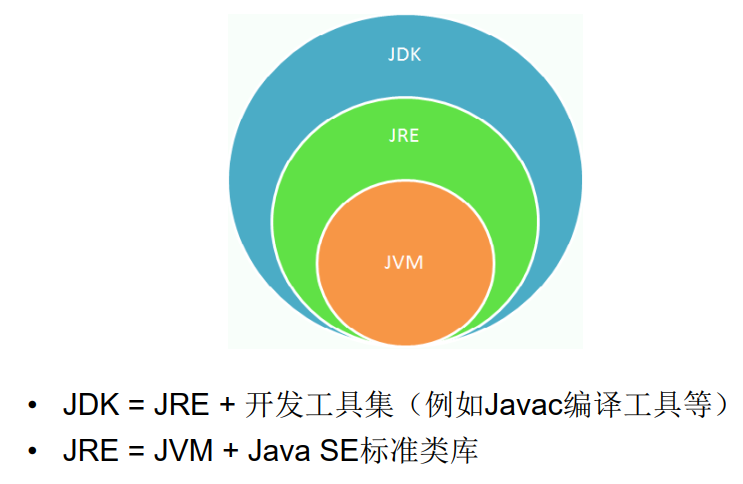 JDK
JRE
JVM
• JDK = JRE + 开发工具集（例如Javac编译工具等）
• JRE = JVM + Java SE标准类库